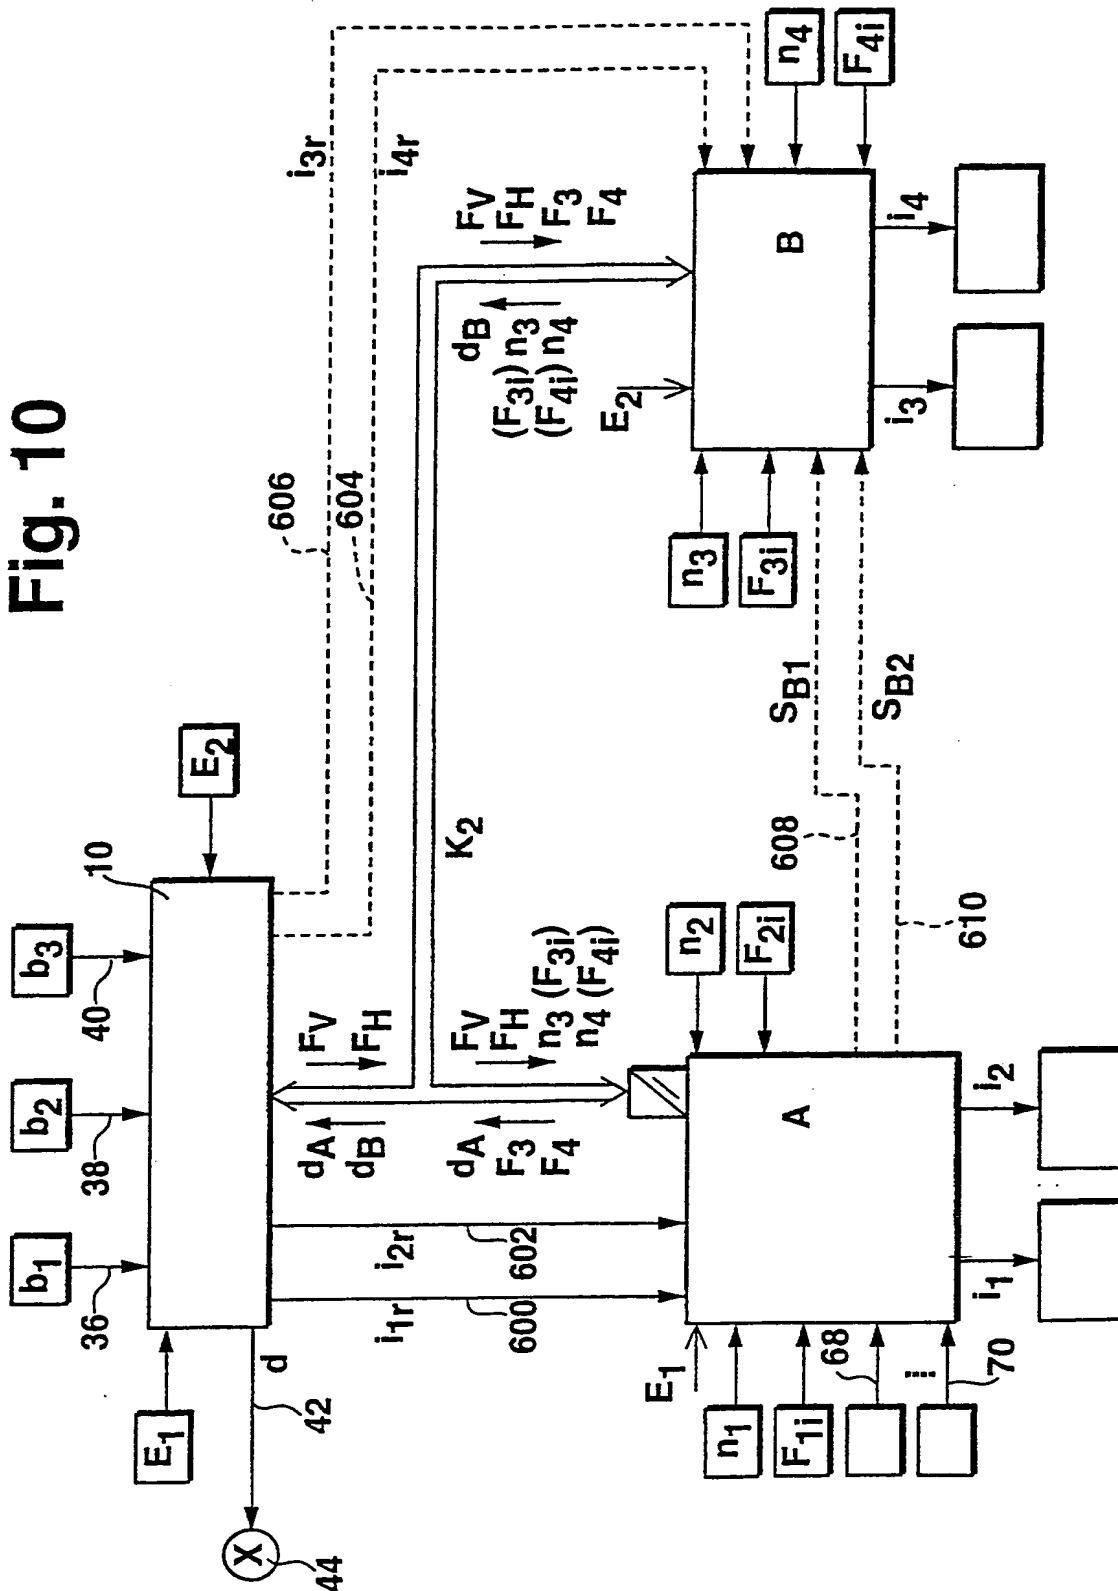 Fig. 10
b1
b2
b3
36
38
40
10
E1
E2
d
42
X
44
606
604
i3r
i4r
FV
FH
dA
dB
K2
FV
FH
F3
F4
dB
(F3i) n3
(F4i) n4
E2
i1r
600
i2r
602
dA
F3
F4
FV
FH
n3 (F3i)
n4 (F4i)
E1
n1
F1i
68
....
70
A
n2
F2i
608
610
SB1
SB2
n3
F3i
B
n4
F4i
i1
i2
i3
i4